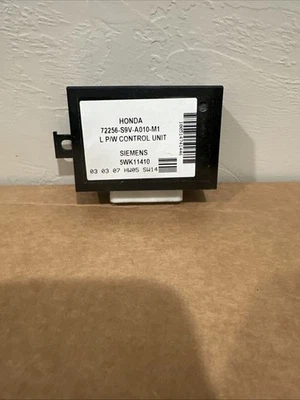 HONDA
72256-S9V-A010-M1
L P/W CONTROL UNIT
SIEMENS
5WK11410
03 03 07 HW05 SW14